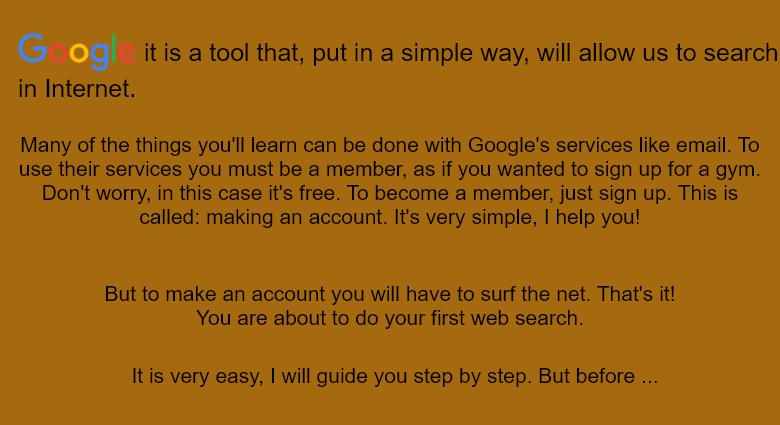 Google it is a tool that, put in a simple way, will allow us to search
in Internet.
Many of the things you'll learn can be done with Google's services like email. To
use their services you must be a member, as if you wanted to sign up for a gym.
Don't worry, in this case it's free. To become a member, just sign up. This is
called: making an account. It's very simple, I help you!
But to make an account you will have to surf the net. That's it!
You are about to do your first web search.
It is very easy, I will guide you step by step. But before ...